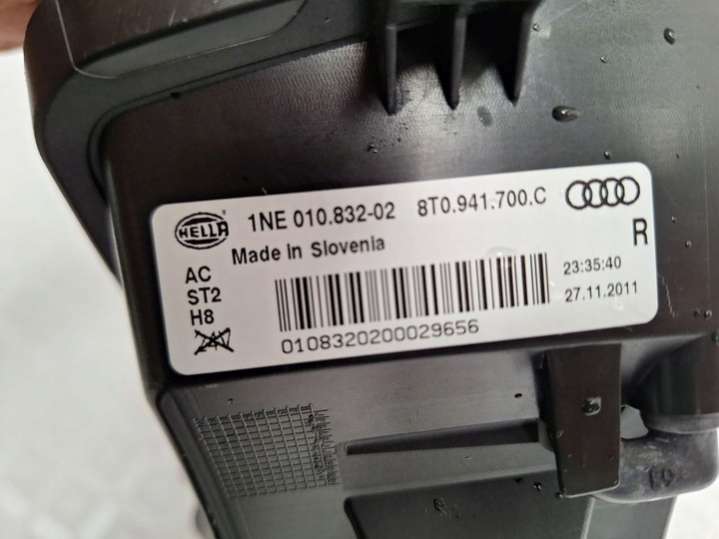 HELLA 1NE 010.832-02 8T0.941.700.C
Made In Slovenia R
AC
ST2
H8
23:35:40
27.11.2011
0108320200029656